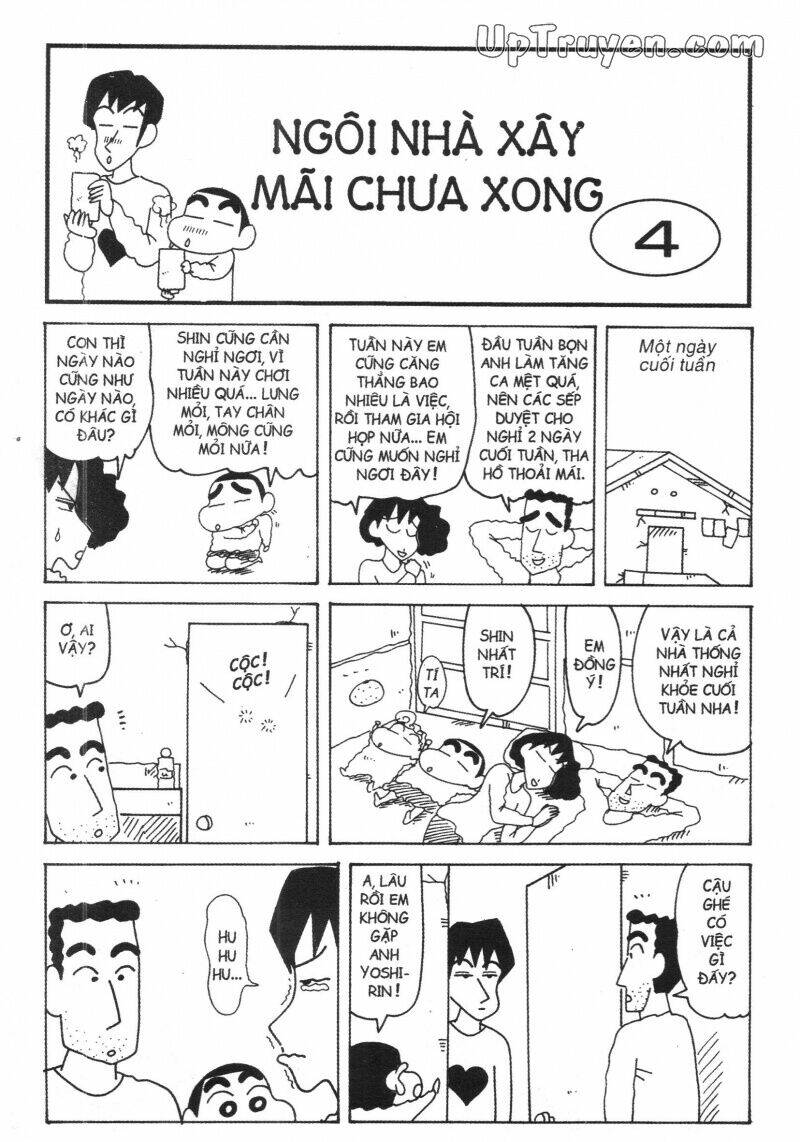 UpTruyen.com
NGÔI NHÀ XÂY
MÃI CHƯA XONG
4
Một ngày
cuối tuần
ĐẦU TUẦN BỌN
ANH LÀM TĂNG
CA MỆT QUÁ,
NÊN CÁC SẾP
DUYỆT CHO
NGHỈ 2 NGÀY
CUỐI TUẦN, THA
HỒ THOẢI MÁI.
TUẦN NÀY EM
CŨNG CĂNG
THẲNG BAO
NHIÊU LÀ VIỆC,
RỒI THAM GIA HỘI
HỌP NỮA... EM
CŨNG MUỐN NGHỈ
NGƠI ĐÂY!
SHIN CŨNG CẦN
NGHỈ NGƠI, VÌ
TUẦN NÀY CHƠI
NHIỀU QUÁ... LƯNG
MỎI, TAY CHÂN
MỎI, MÔNG CŨNG
MỎI NỮA!
CON THÌ
NGÀY NÀO
CŨNG NHƯ
NGÀY NÀO,
CÓ KHÁC GÌ
ĐÂU?
VẬY LÀ CẢ
NHÀ THỐNG
NHẤT NGHỈ
KHỎE CUỐI
TUẦN NHA!
EM
ĐỒNG
Ý!
SHIN
NHẤT
TRÍ!
TÍ
TA
CỘC!
CỘC!
Ơ, AI
VẬY?
CẬU
GHÉ
CÓ
VIỆC
GÌ
ĐẤY?
A, LÂU
RỒI EM
KHÔNG
GẶP
ANH
YOSHI-
RIN!
HU
HU
HU...